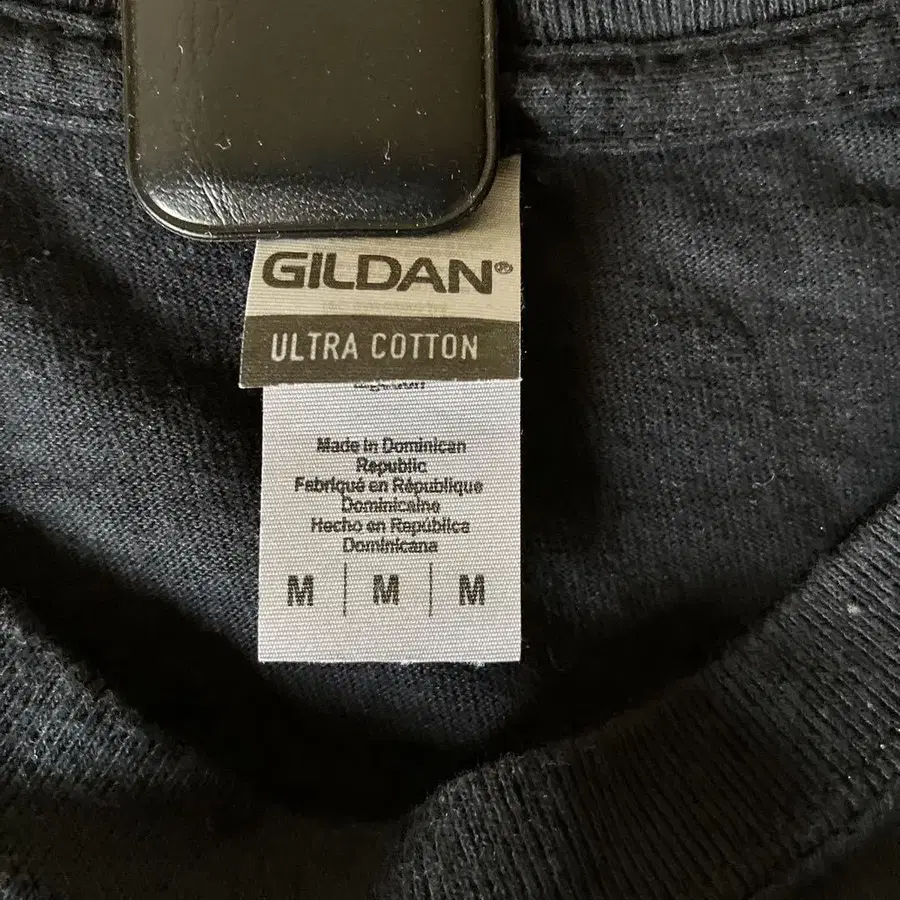 GILDAN®
ULTRA COTTON
Made in Dominican
Republic
Fabriqué en République
Dominicaine
Hecho en República
Dominicana
M | M | M